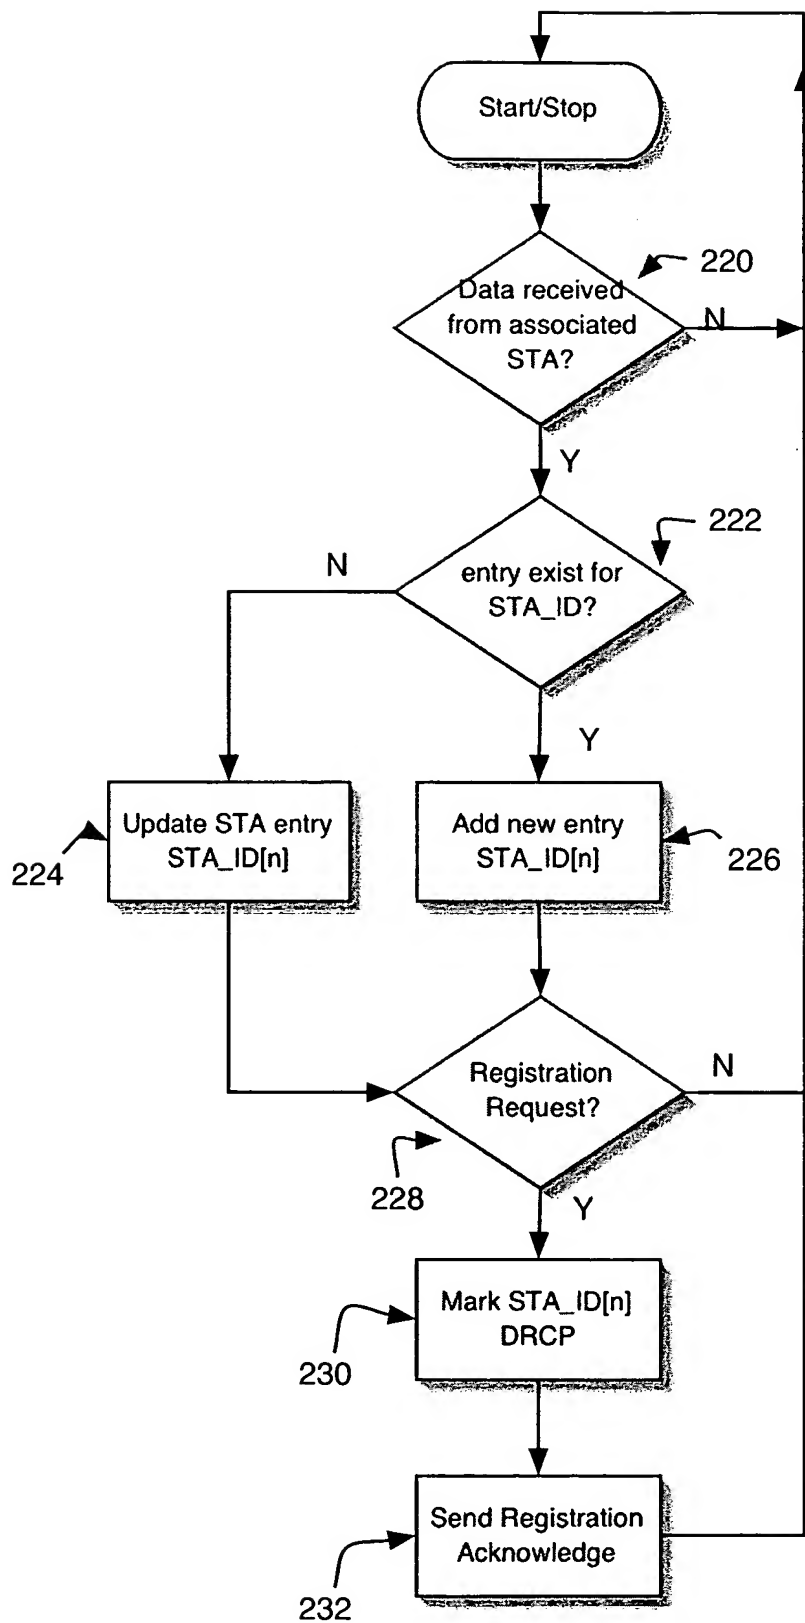 Start/Stop
220
Data received
from associated
STA?
N
Y
222
entry exist for
STA_ID?
N
Y
Update STA entry
STA_ID[n]
224
Add new entry
STA_ID[n]
226
Registration
Request?
N
228
Y
Mark STA_ID[n]
DRCP
230
Send Registration
Acknowledge
232